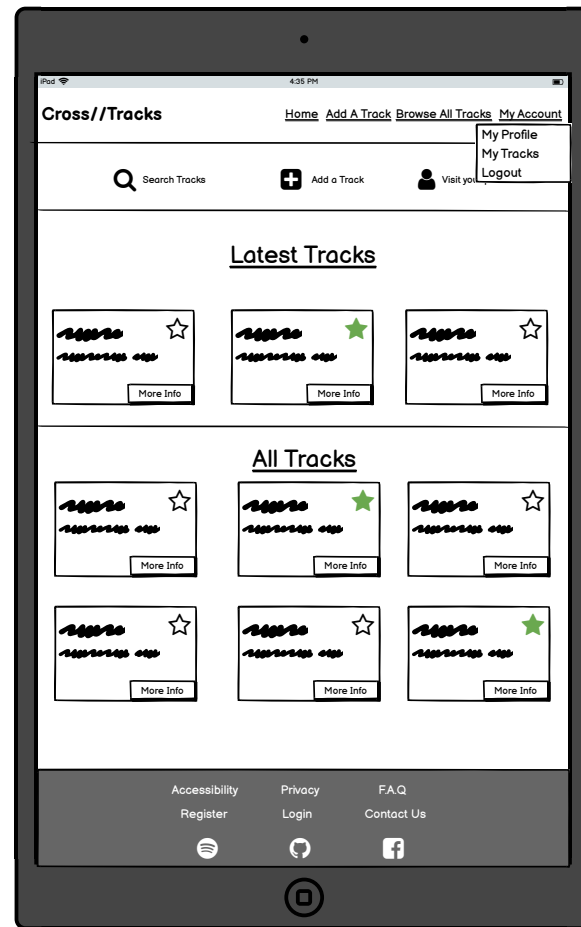 iPad 4:35 PM
Cross//Tracks Home Add A Track Browse All Tracks My Account
My Profile
My Tracks
Logout
Search Tracks Add a Track Visit your
Latest Tracks
More Info More Info More Info
All Tracks
More Info More Info More Info
More Info More Info More Info
Accessibility Privacy F.A.Q
Register Login Contact Us